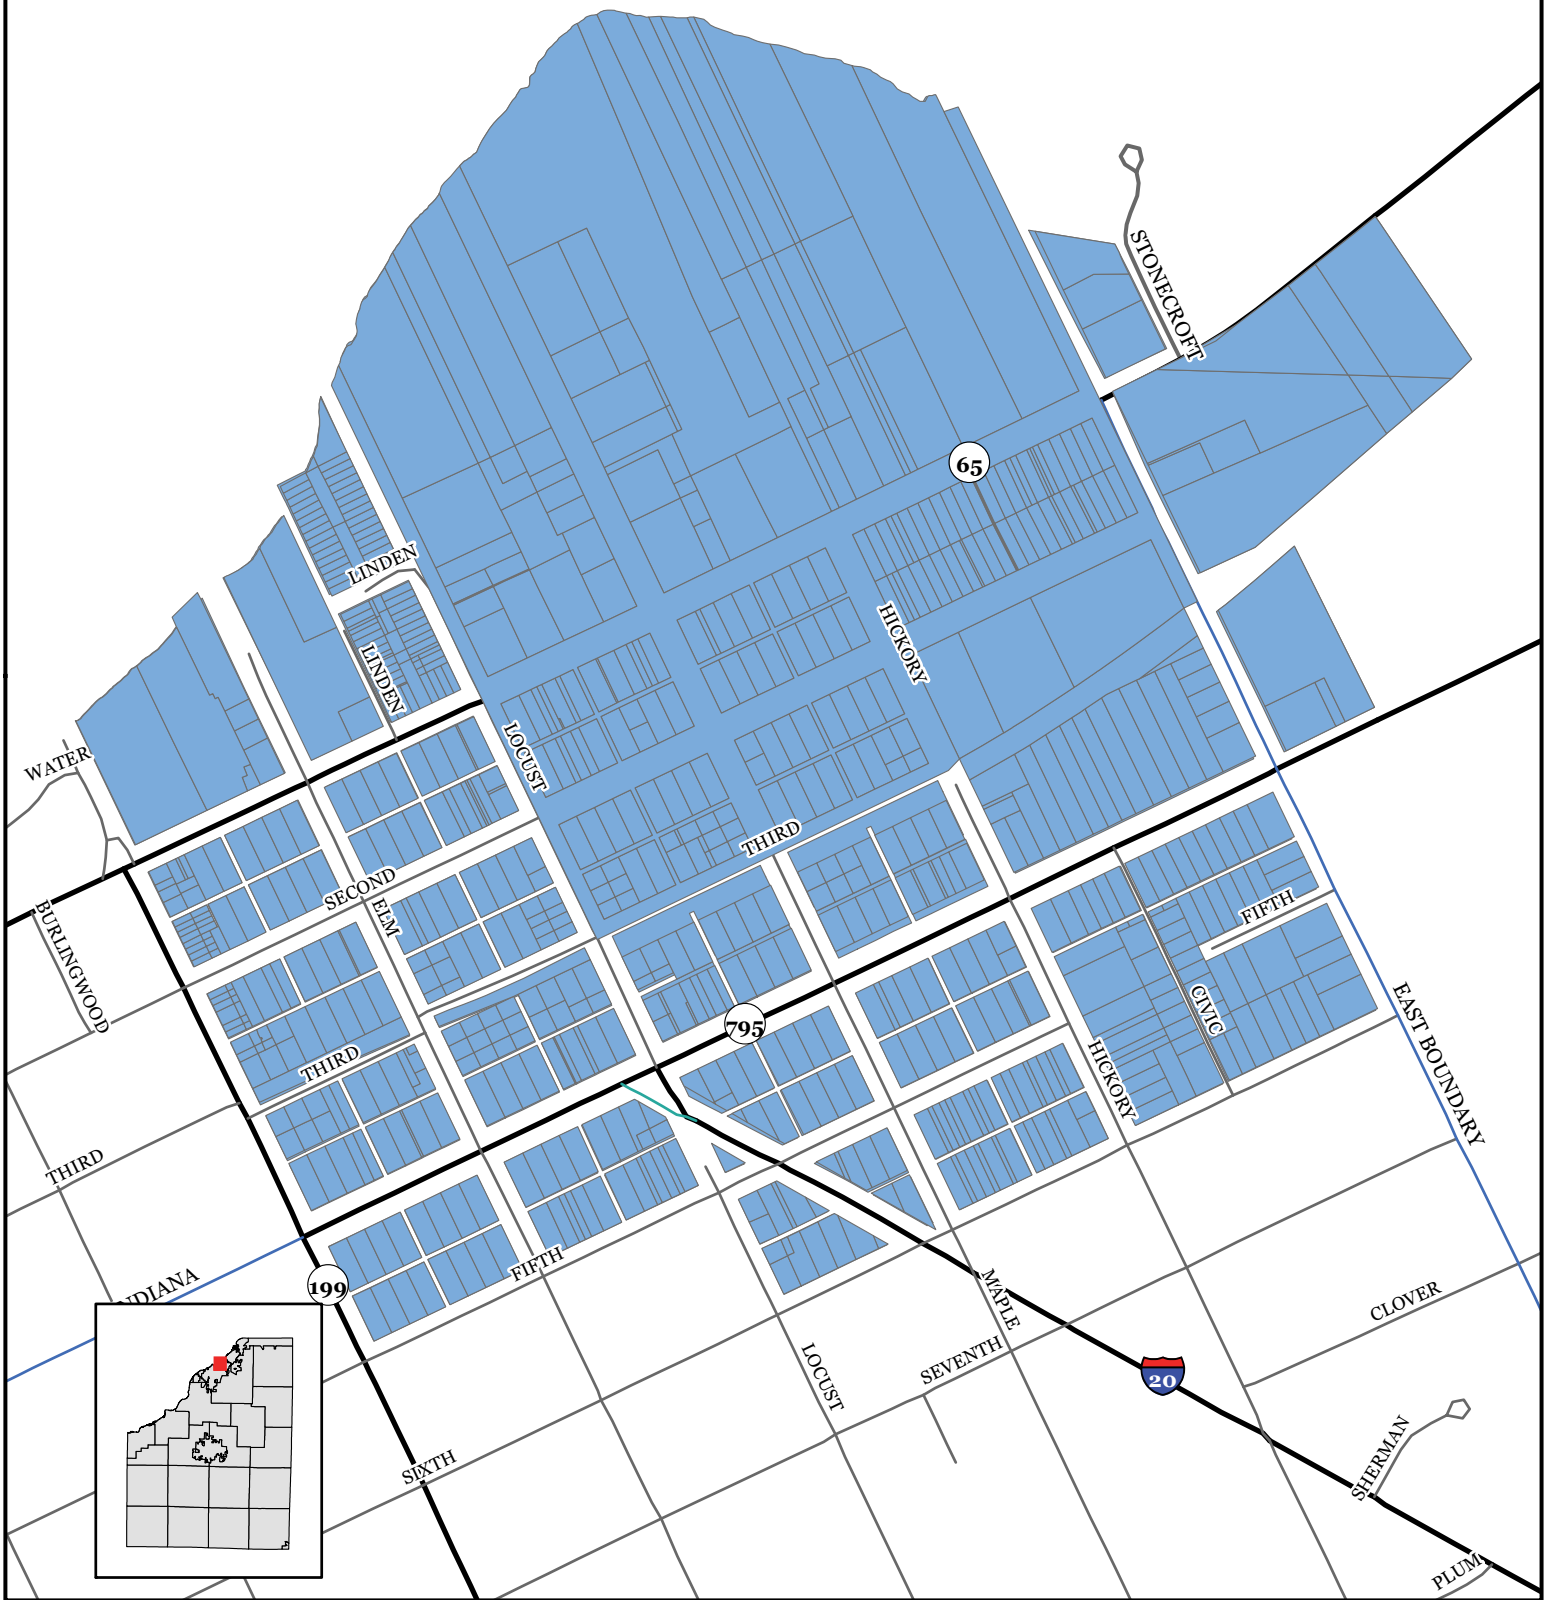 STONECROFT
65
LINDEN
LINDEN
HICKORY
LOCUST
WATER
THIRD
SECOND
ELM
BURLINGWOOD
FIFTH
CIVIC
EAST BOUNDARY
795
HICKORY
THIRD
THIRD
FIFTH
NDIANA
199
MAPLE
CLOVER
LOCUST
SEVENTH
20
SIXTH
SHERMAN
PLUM